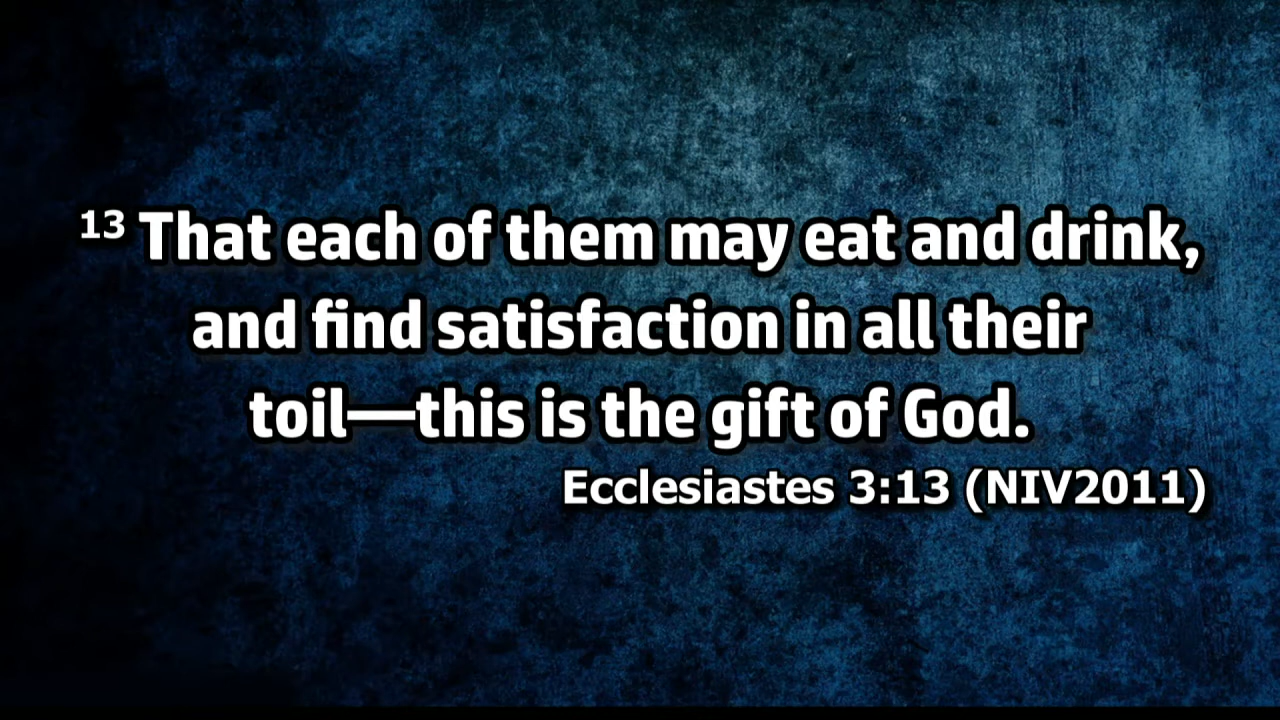 13 That each of them may eat and drink,
and find satisfaction in all their
toil—this is the gift of God.
Ecclesiastes 3:13 (NIV2011)